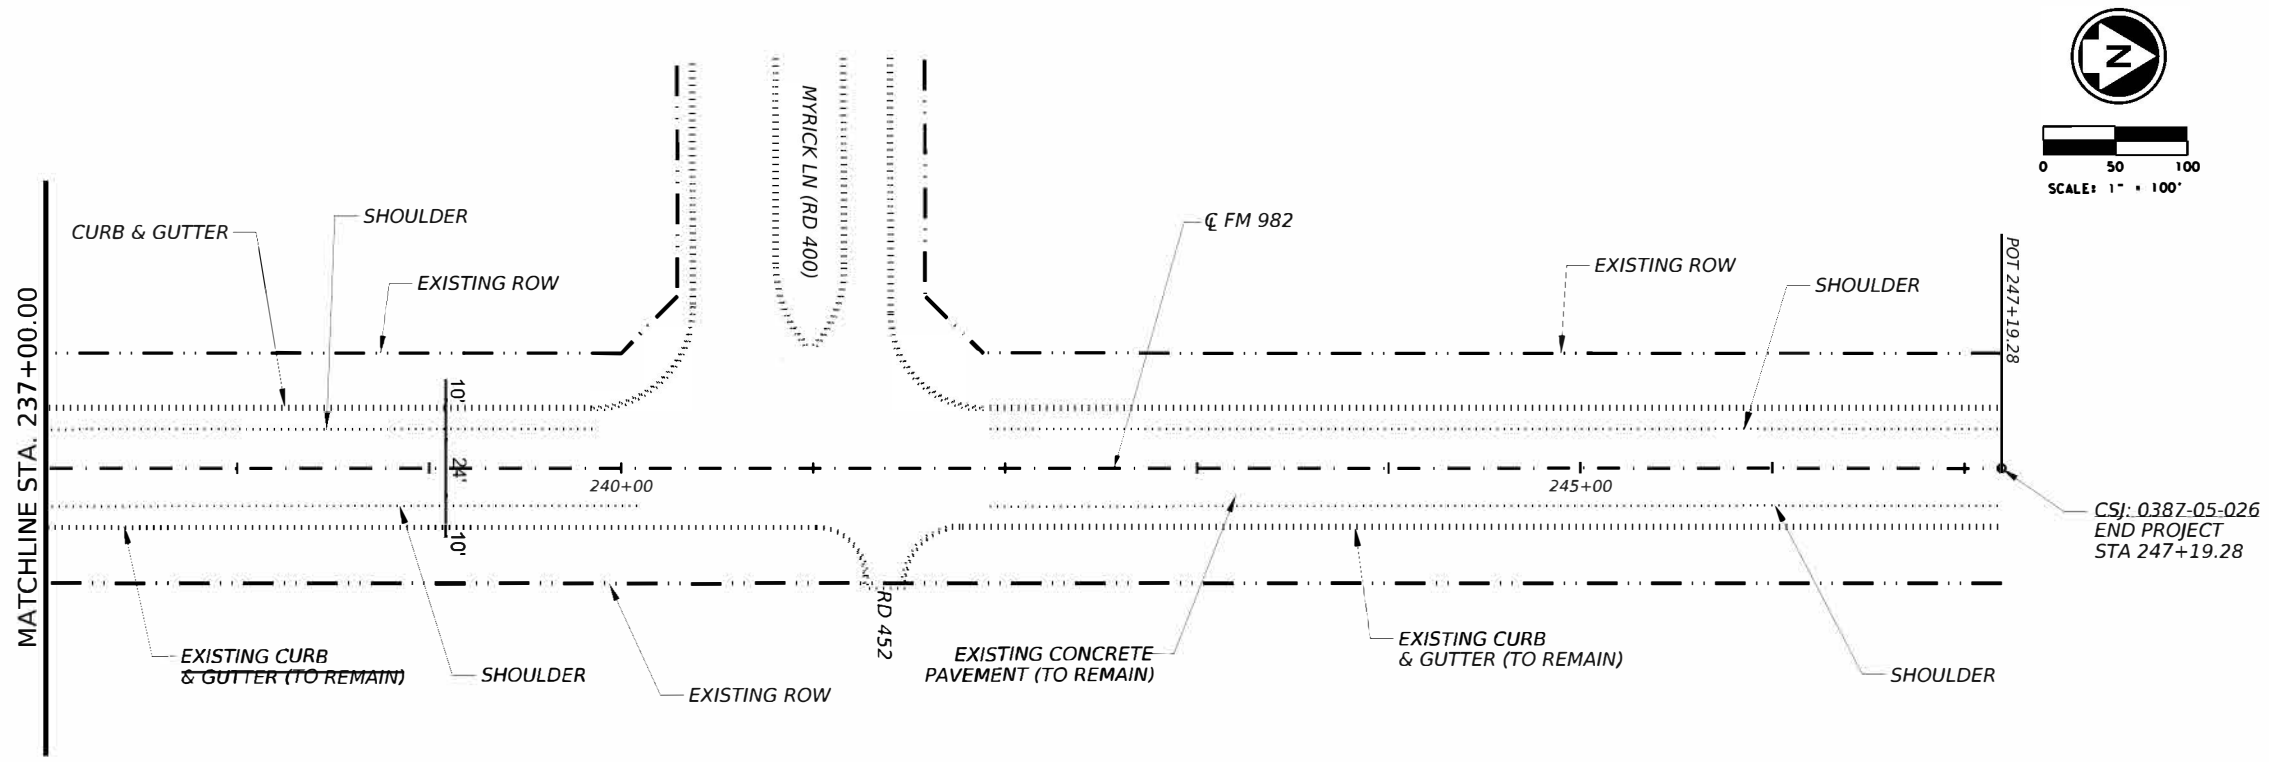 N
0 50 100
SCALE: 1" = 100'
SHOULDER
CURB & GUTTER
EXISTING ROW
MYRICK LN (RD 400)
℄ FM 982
EXISTING ROW
SHOULDER
POT 247+19.28
MATCHLINE STA. 237+00.00
10'
24'
10'
240+00
245+00
CSJ: 0387-05-026
END PROJECT
STA 247+19.28
RD 452
EXISTING CURB
& GUTTER (TO REMAIN)
SHOULDER
EXISTING ROW
EXISTING CONCRETE
PAVEMENT (TO REMAIN)
EXISTING CURB
& GUTTER (TO REMAIN)
SHOULDER